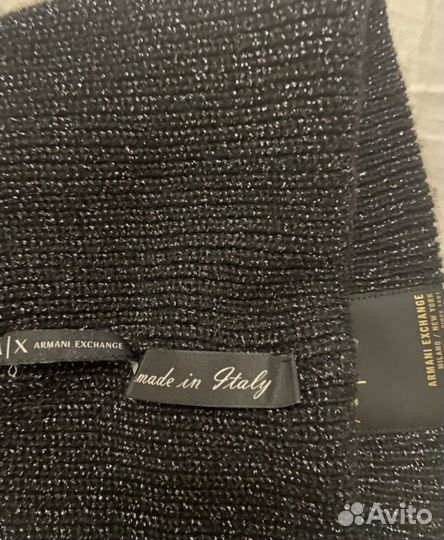 A|X ARMANI EXCHANGE
made in Italy
ARMANI EXCHANGE
MILANO / NEW YORK
Avito